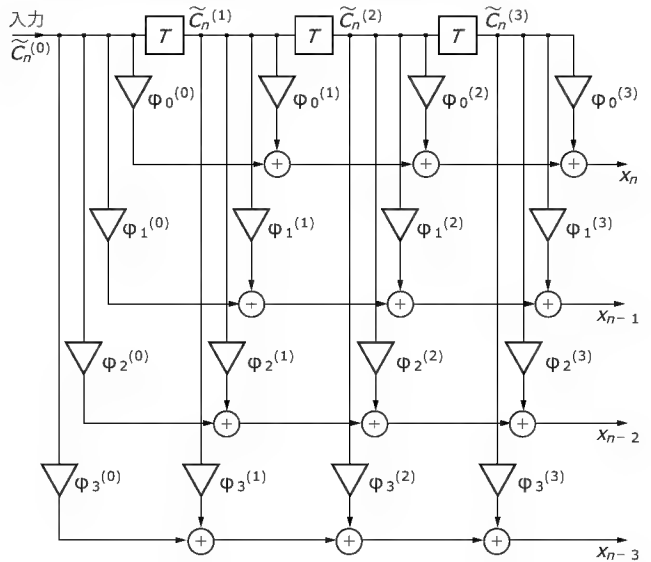 入力 T C̃n(1) T C̃n(2) T C̃n(3)
C̃n(0)
φ0(0) φ0(1) φ0(2) φ0(3)
+ + +
xn
φ1(0) φ1(1) φ1(2) φ1(3)
+ + +
xn−1
φ2(0) φ2(1) φ2(2) φ2(3)
+ + +
xn−2
φ3(0) φ3(1) φ3(2) φ3(3)
+ + +
xn−3